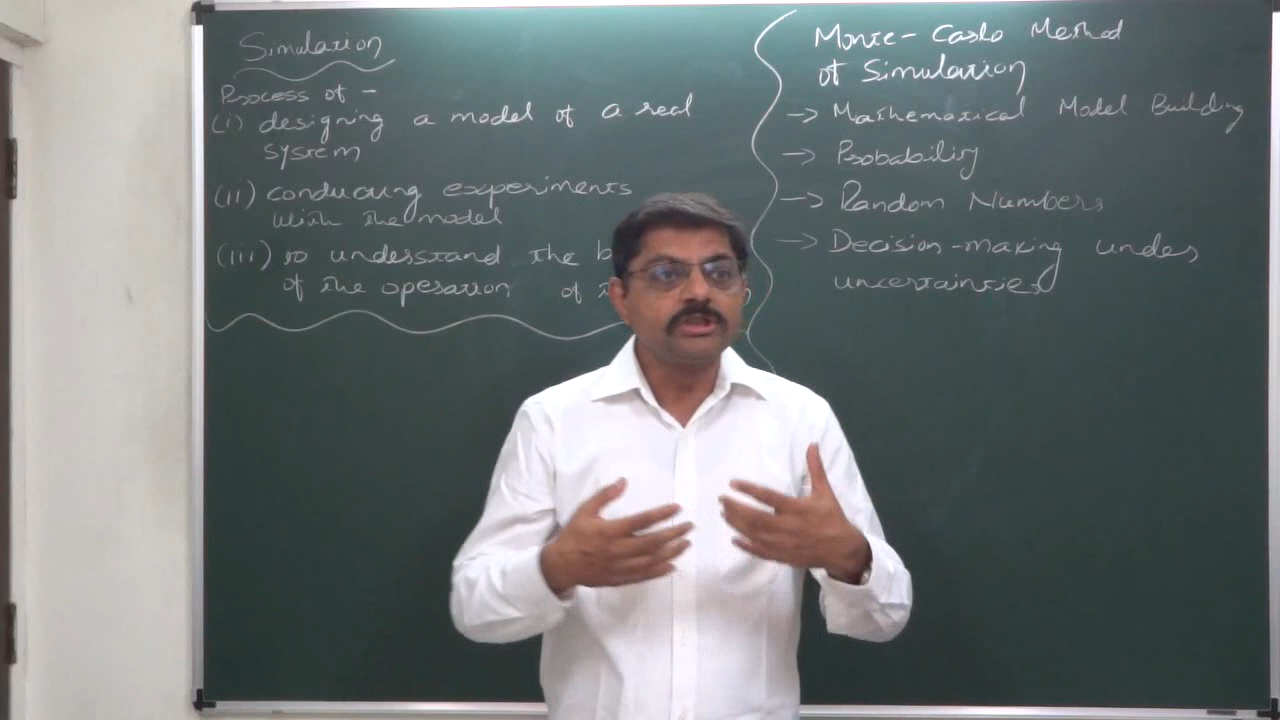 Simulation
Process of -
(i) designing a model of a real
system
(ii) conducting experiments
with the model
(iii) to understand the
of the operation of
Monte-Carlo Method
of Simulation
→ Mathematical Model Building
→ Probability
→ Random Numbers
→ Decision-making under
uncertainties